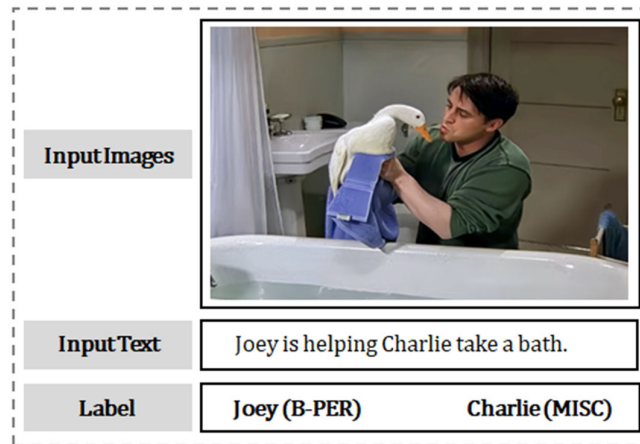 Input Images
Input Text
Joey is helping Charlie take a bath.
Label
Joey (B-PER)
Charlie (MISC)